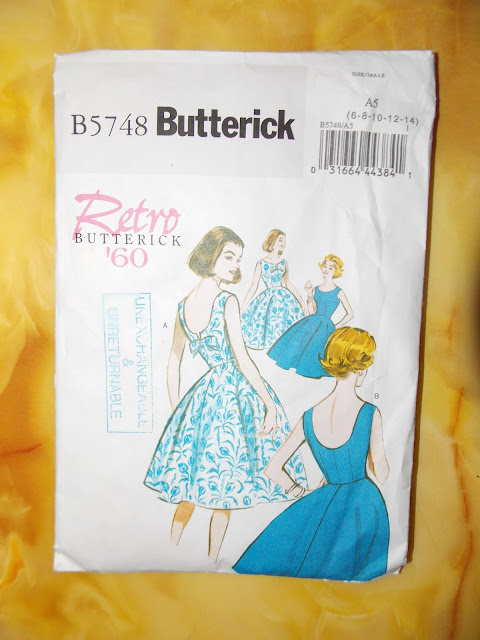 SIZE/TAILLE
B5748 Butterick
A5
(6-8-10-12-14)
B5748/A5 1
0 31664 44384 1
Retro
BUTTERICK
'60
A
UNEXCHANGEABLE
&
UNRETURNABLE
B